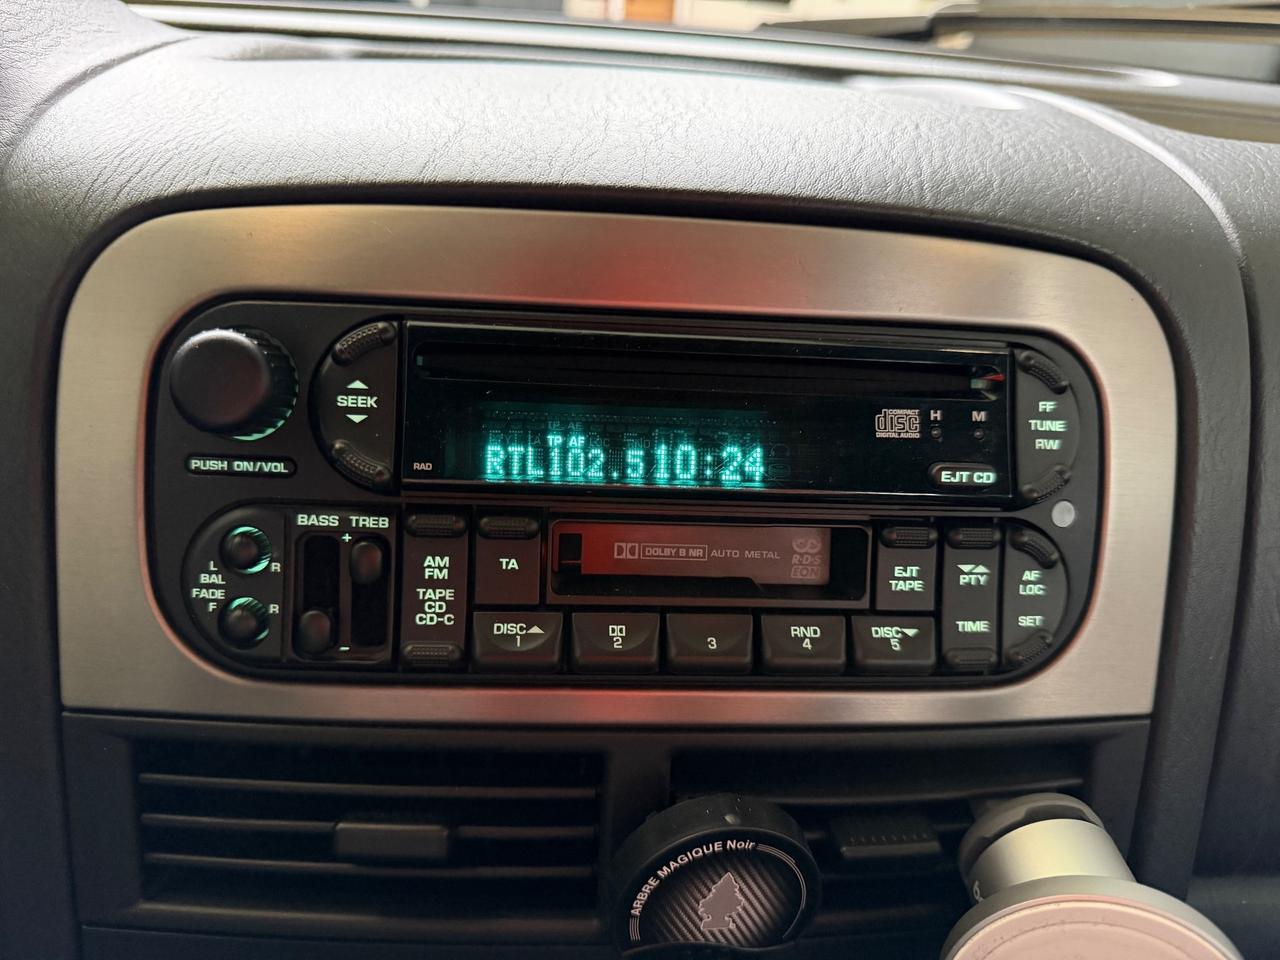 SEEK
PUSH ON/VOL
RAD
TP AF
RTL102.510:24
COMPACT
disc
DIGITAL AUDIO
H M
EJT CD
FF
TUNE
RW
BASS TREB
+
-
L R
BAL
FADE
F R
AM
FM
TAPE
CD
CD-C
TA
DOLBY B NR AUTO METAL
R·D·S
EON
EJT
TAPE
PTY
TIME
AF
LOC
SET
DISC
1
2
3
RND
4
DISC
5
ARBRE MAGIQUE Noir